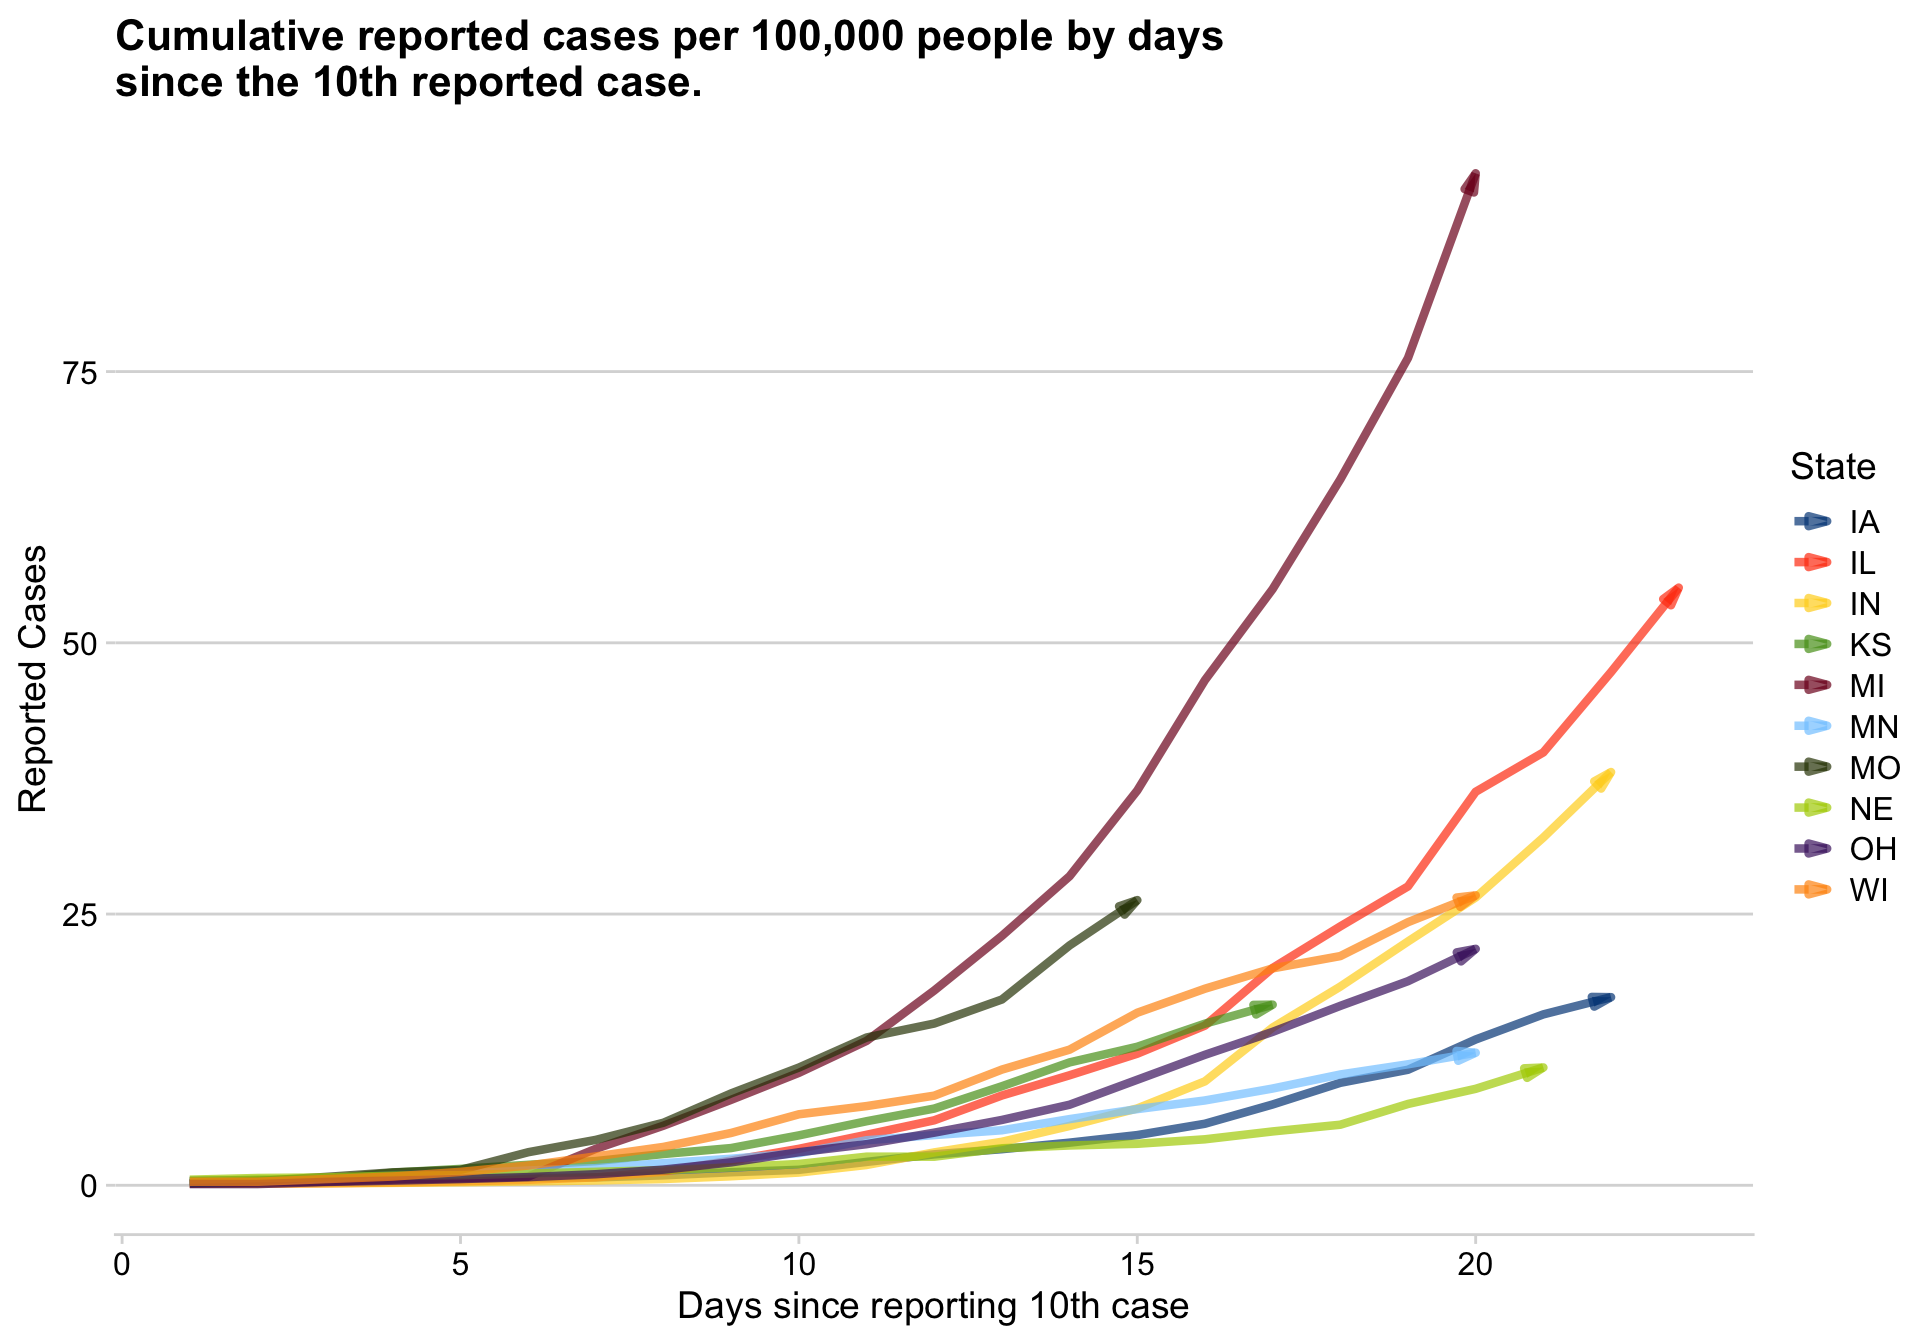 Cumulative reported cases per 100,000 people by days
since the 10th reported case.
Reported Cases
75
50
25
0
0 5 10 15 20
Days since reporting 10th case
State
IA
IL
IN
KS
MI
MN
MO
NE
OH
WI